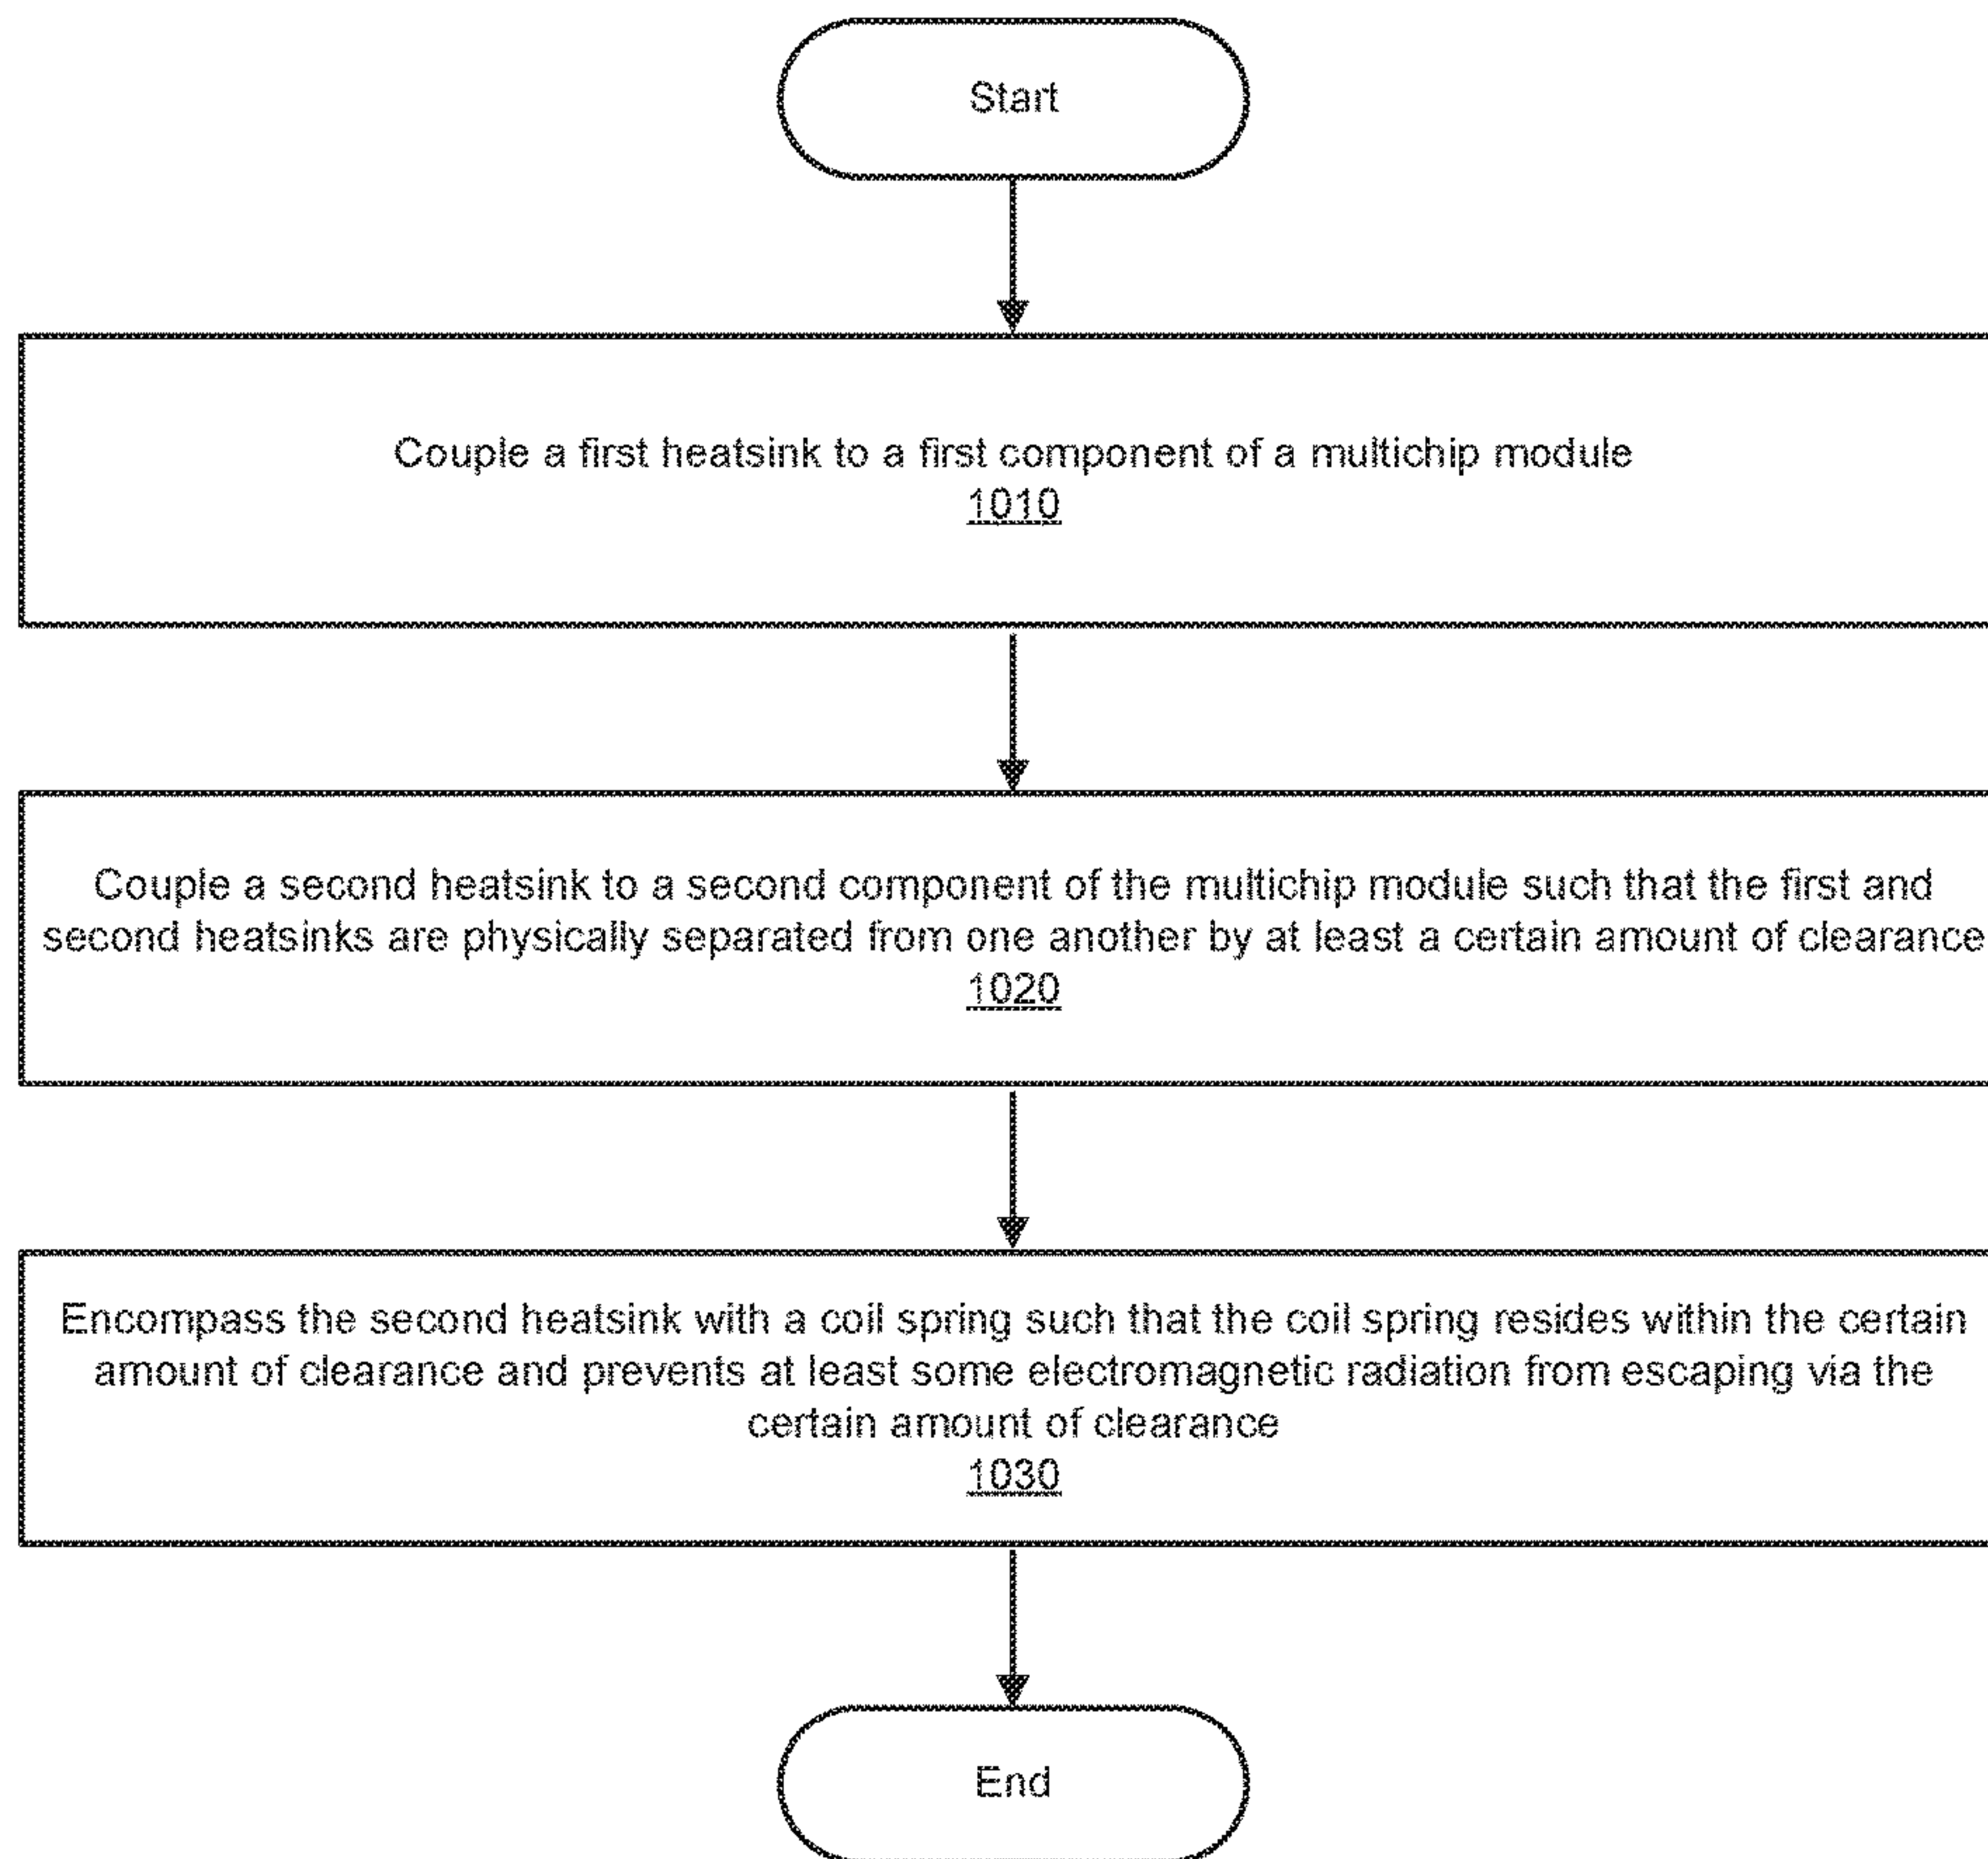 Start
Couple a first heatsink to a first component of a multichip module
1010
Couple a second heatsink to a second component of the multichip module such that the first and
second heatsinks are physically separated from one another by at least a certain amount of clearance
1020
Encompass the second heatsink with a coil spring such that the coil spring resides within the certain
amount of clearance and prevents at least some electromagnetic radiation from escaping via the
certain amount of clearance
1030
End